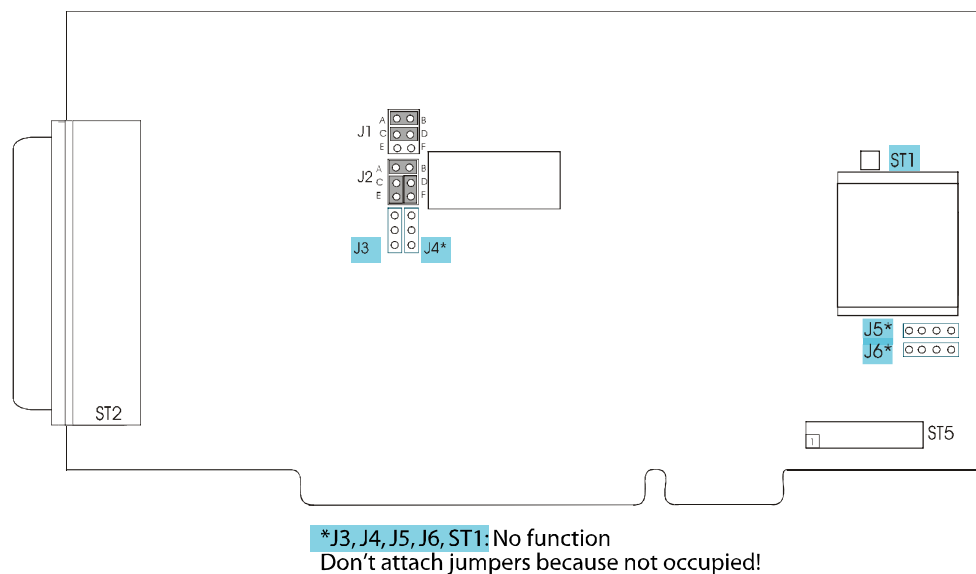 A B
J1 C D
E F
A B
J2 C D
E F
J3 J4*
ST1
J5*
J6*
ST2
1 ST5
*J3, J4, J5, J6, ST1: No function
Don't attach jumpers because not occupied!